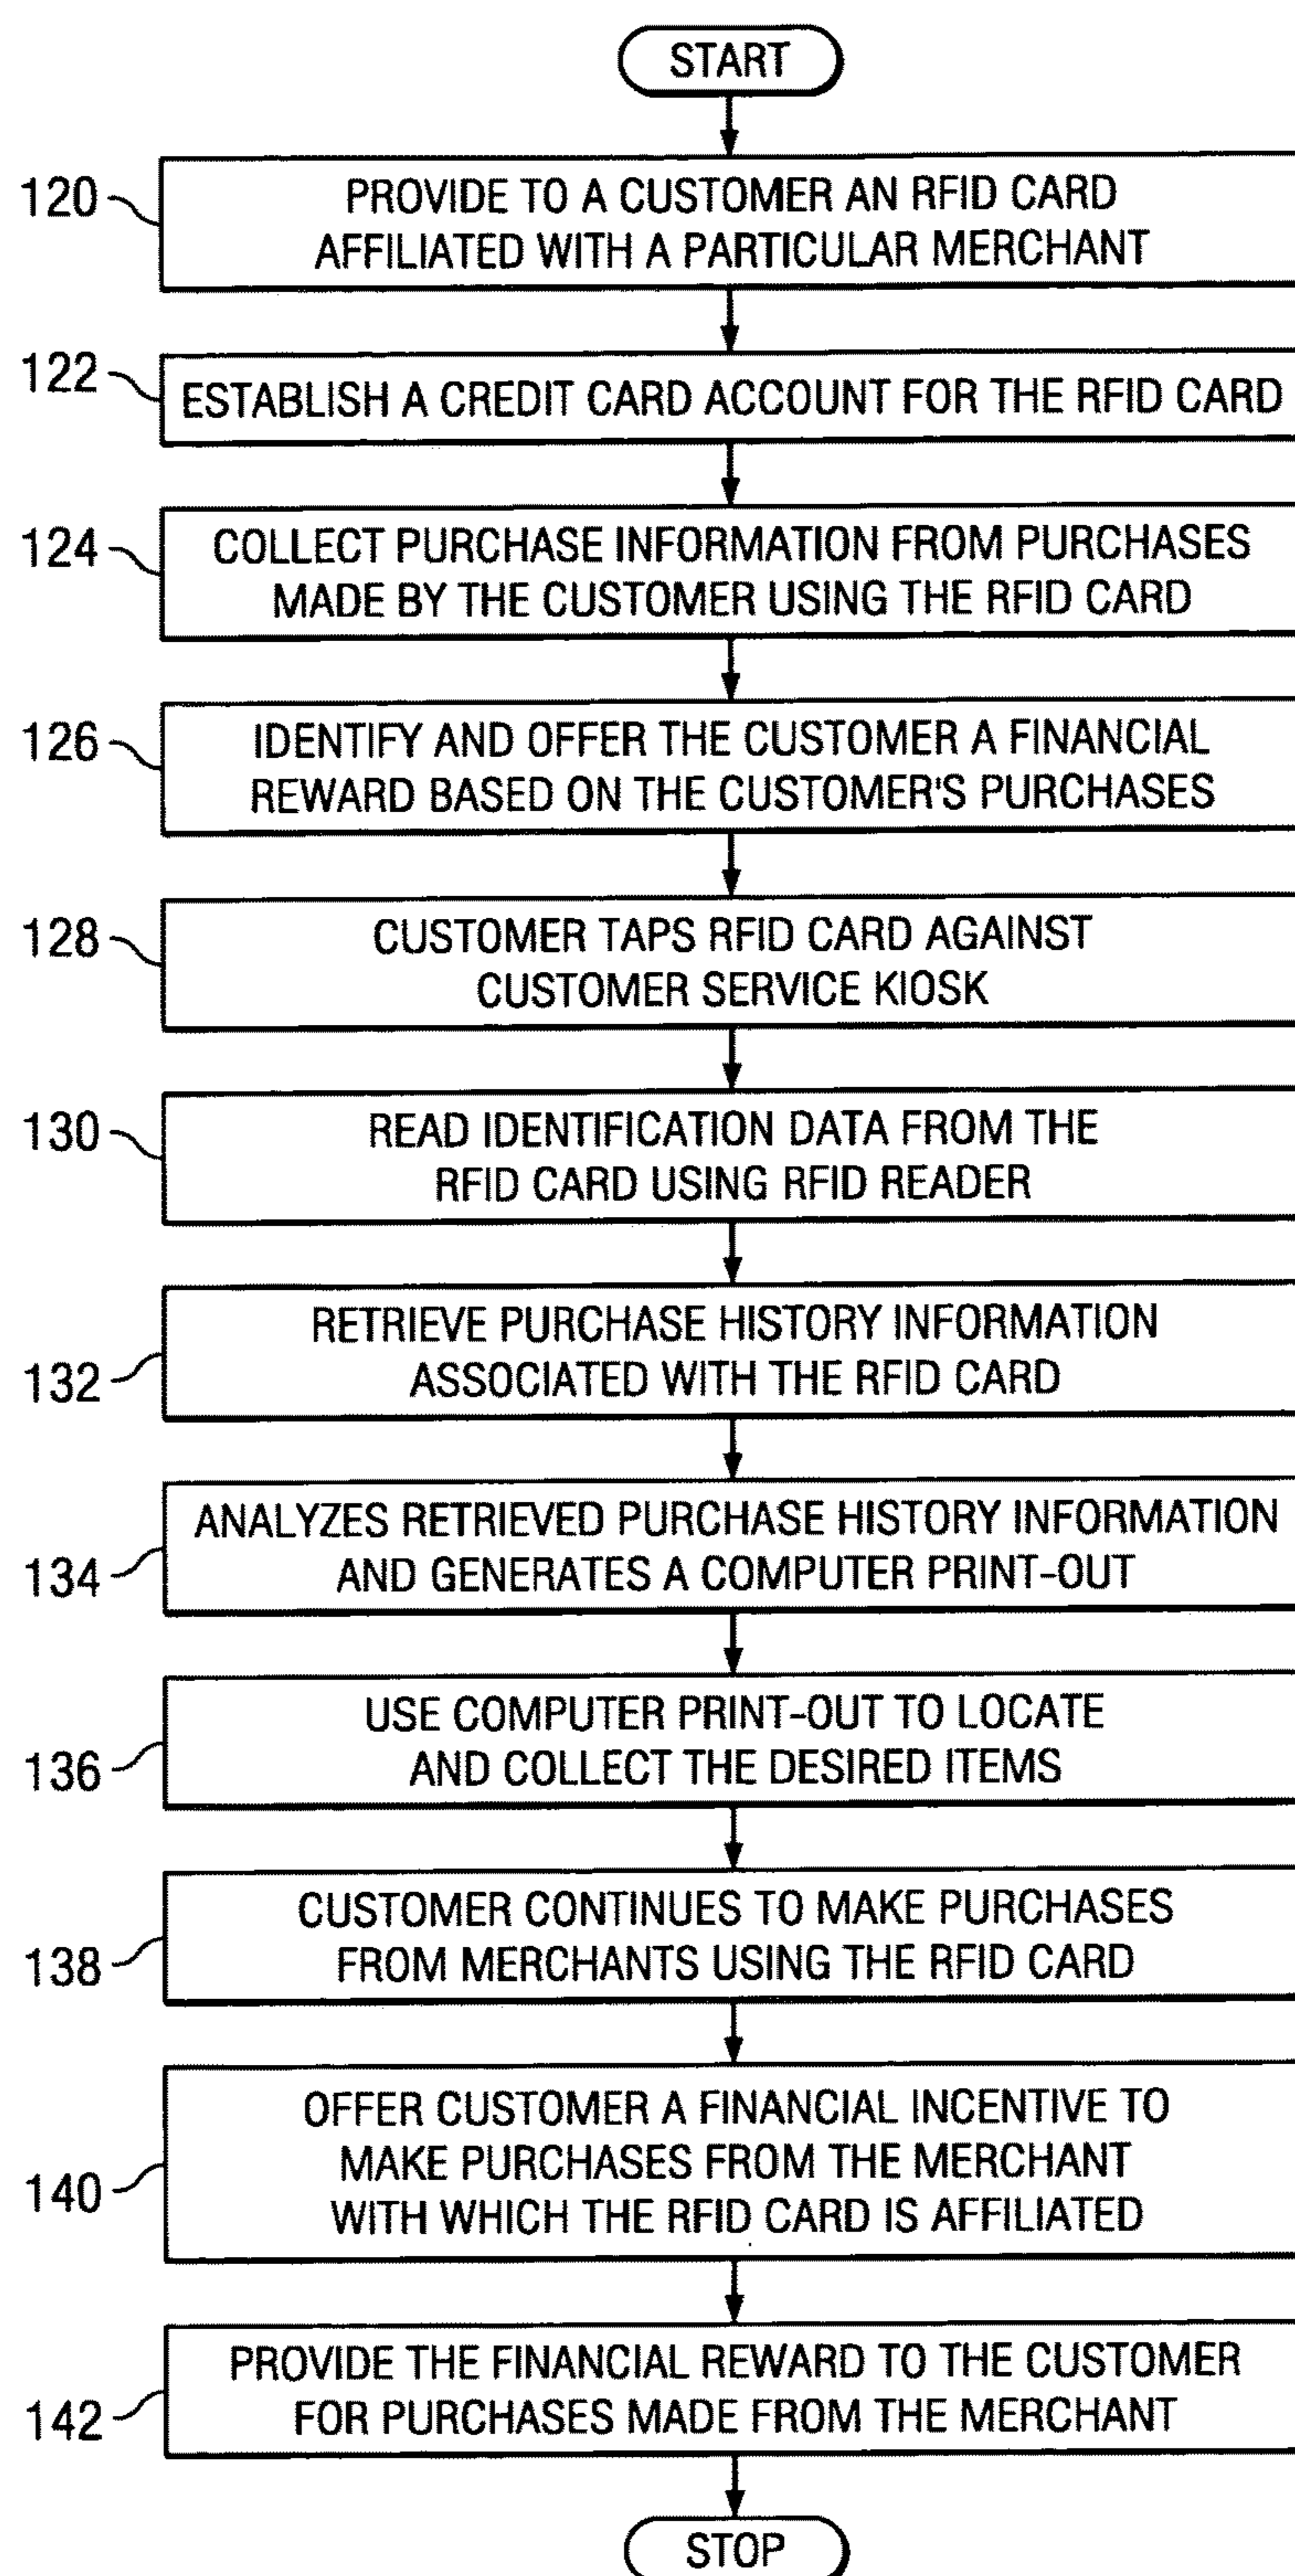 START
120
PROVIDE TO A CUSTOMER AN RFID CARD
AFFILIATED WITH A PARTICULAR MERCHANT
122
ESTABLISH A CREDIT CARD ACCOUNT FOR THE RFID CARD
124
COLLECT PURCHASE INFORMATION FROM PURCHASES
MADE BY THE CUSTOMER USING THE RFID CARD
126
IDENTIFY AND OFFER THE CUSTOMER A FINANCIAL
REWARD BASED ON THE CUSTOMER'S PURCHASES
128
CUSTOMER TAPS RFID CARD AGAINST
CUSTOMER SERVICE KIOSK
130
READ IDENTIFICATION DATA FROM THE
RFID CARD USING RFID READER
132
RETRIEVE PURCHASE HISTORY INFORMATION
ASSOCIATED WITH THE RFID CARD
134
ANALYZES RETRIEVED PURCHASE HISTORY INFORMATION
AND GENERATES A COMPUTER PRINT-OUT
136
USE COMPUTER PRINT-OUT TO LOCATE
AND COLLECT THE DESIRED ITEMS
138
CUSTOMER CONTINUES TO MAKE PURCHASES
FROM MERCHANTS USING THE RFID CARD
140
OFFER CUSTOMER A FINANCIAL INCENTIVE TO
MAKE PURCHASES FROM THE MERCHANT
WITH WHICH THE RFID CARD IS AFFILIATED
142
PROVIDE THE FINANCIAL REWARD TO THE CUSTOMER
FOR PURCHASES MADE FROM THE MERCHANT
STOP